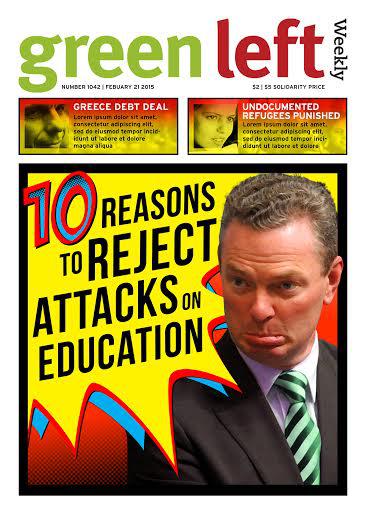 green left
Weekly
NUMBER 1042 | FEBUARY 21 2015
$2 | $5 SOLIDARITY PRICE
GREECE DEBT DEAL
Lorem ipsum dolor sit amet,
consectetur adipiscing elit,
sed do eiusmod tempor incid-
idunt ut labore et dolore
magna aliqua
UNDOCUMENTED
REFUGEES PUNISHED
Lorem ipsum dolor sit amet,
consectetur adipiscing elit,
sed do eiusmod tempor inci-
didunt ut labore et dolore
10 REASONS
TO REJECT
ATTACKS ON
EDUCATION